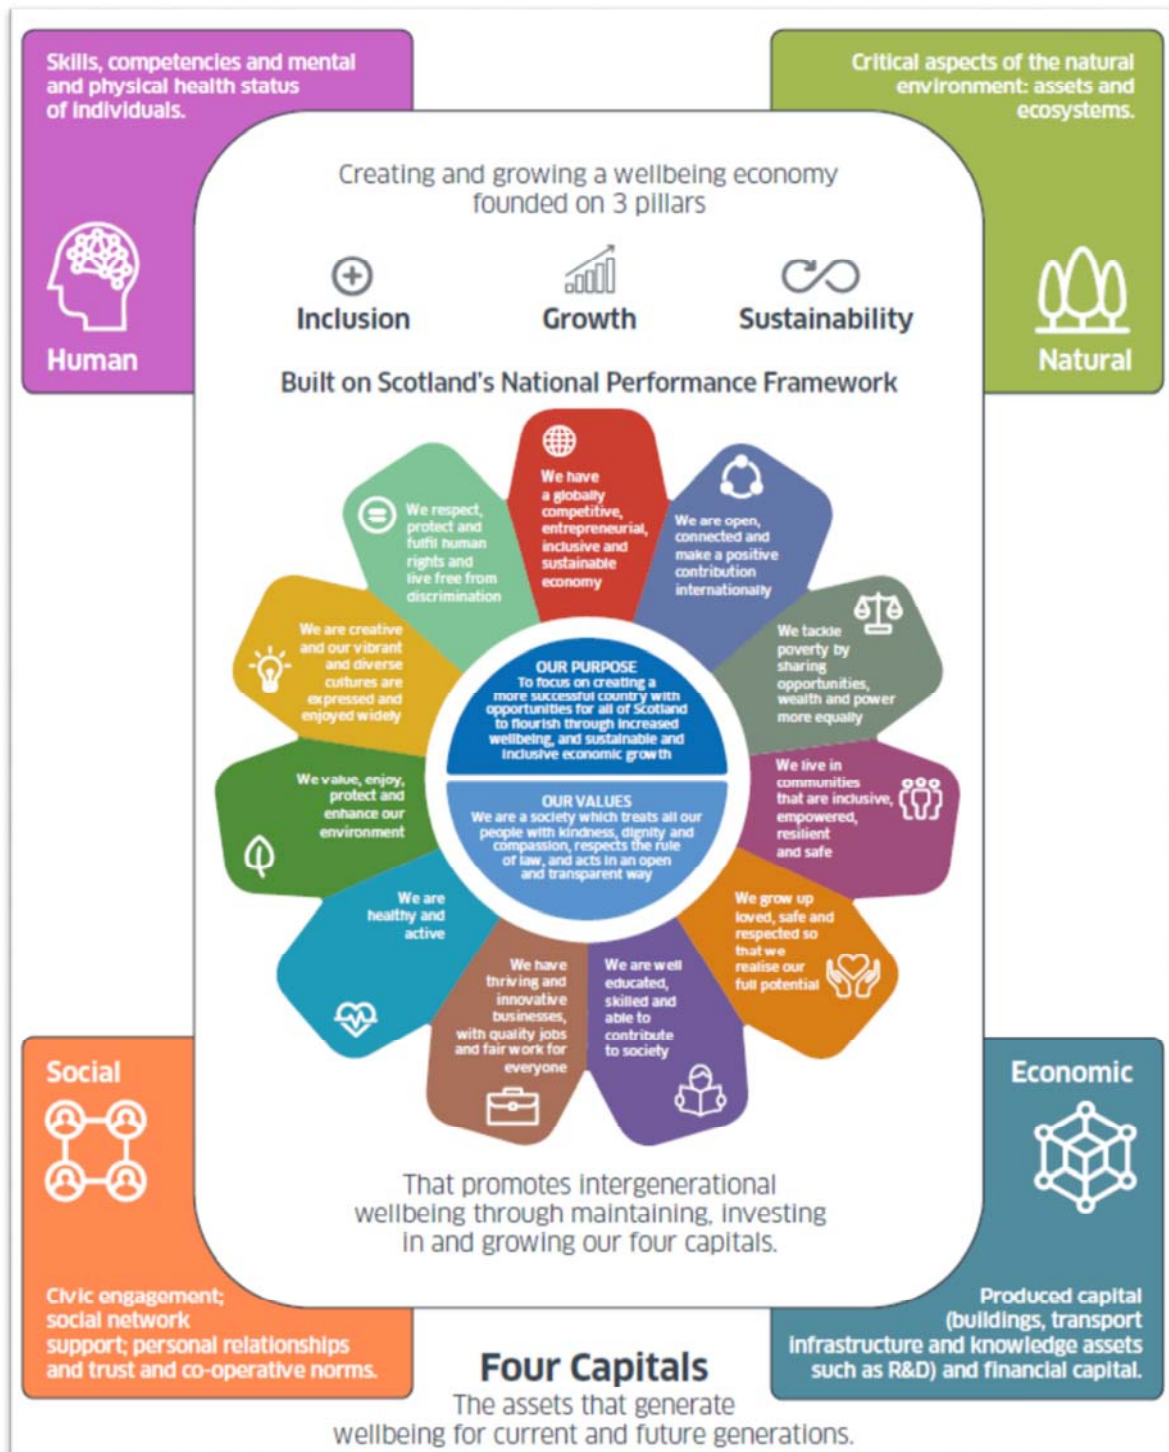 Skills, competencies and mental
and physical health status
of individuals.
Human
Critical aspects of the natural
environment: assets and
ecosystems.
Natural
Creating and growing a wellbeing economy
founded on 3 pillars
Inclusion
Growth
Sustainability
Built on Scotland's National Performance Framework
We have
a globally
competitive,
entrepreneurial,
inclusive and
sustainable
economy
We are open,
connected and
make a positive
contribution
internationally
We tackle
poverty by
sharing
opportunities,
wealth and power
more equally
We live in
communities
that are inclusive,
empowered,
resilient
and safe
We grow up
loved, safe and
respected so
that we
realise our
full potential
We are well
educated,
skilled and
able to
contribute
to society
We have
thriving and
innovative
businesses,
with quality jobs
and fair work for
everyone
We are
healthy and
active
We value, enjoy,
protect and
enhance our
environment
We are creative
and our vibrant
and diverse
cultures are
expressed and
enjoyed widely
We respect,
protect and
fulfil human
rights and
live free from
discrimination
OUR PURPOSE
To focus on creating a
more successful country with
opportunities for all of Scotland
to flourish through increased
wellbeing, and sustainable and
inclusive economic growth
OUR VALUES
We are a society which treats all our
people with kindness, dignity and
compassion, respects the rule
of law, and acts in an open
and transparent way
That promotes intergenerational
wellbeing through maintaining, investing
in and growing our four capitals.
Social
Civic engagement;
social network
support; personal relationships
and trust and co-operative norms.
Economic
Produced capital
(buildings, transport
infrastructure and knowledge assets
such as R&D) and financial capital.
Four Capitals
The assets that generate
wellbeing for current and future generations.